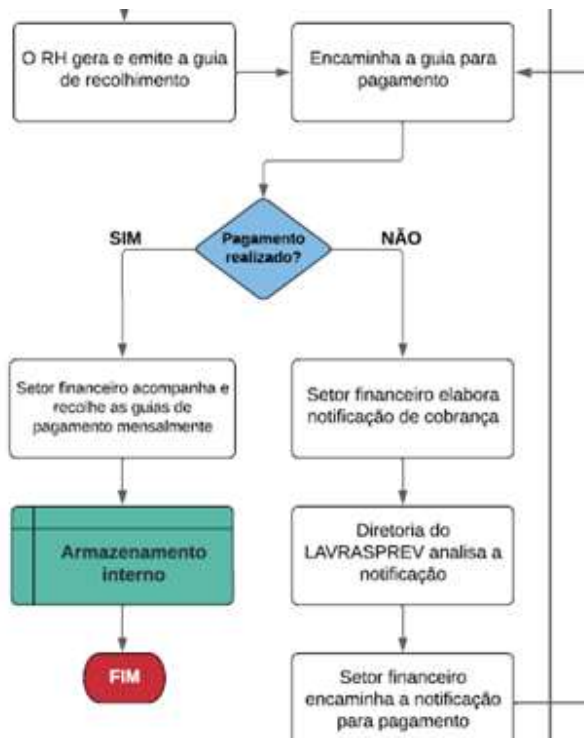 O RH gera e emite a guia
de recolhimento
Encaminha a guia para
pagamento
SIM
Pagamento
realizado?
NÃO
Setor financeiro acompanha e
recolhe as guias de
pagamento mensalmente
Setor financeiro elabora
notificação de cobrança
Armazenamento
interno
Diretoria do
LAVRASPREV analisa a
notificação
FIM
Setor financeiro
encaminha a notificação
para pagamento